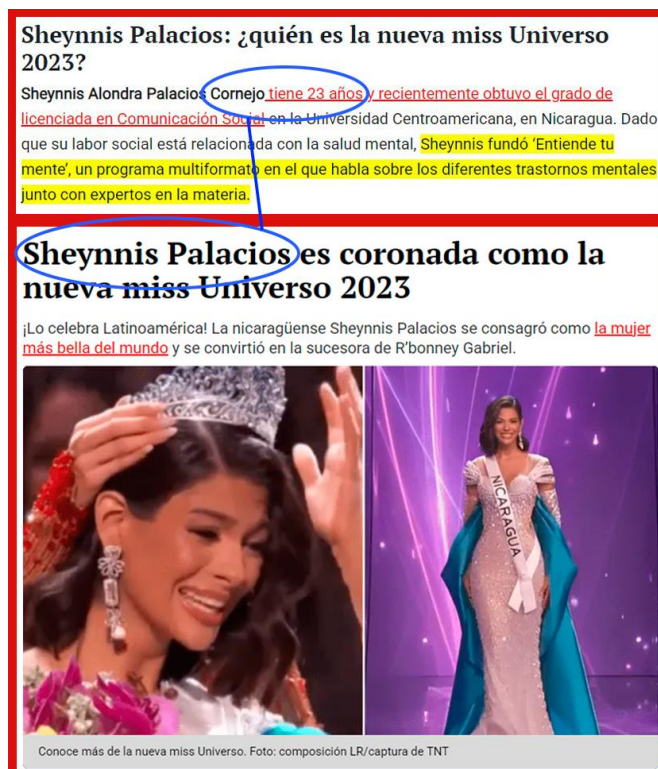 Sheynnis Palacios: ¿quién es la nueva miss Universo
2023?
Sheynnis Alondra Palacios Cornejo tiene 23 años y recientemente obtuvo el grado de
licenciada en Comunicación Social en la Universidad Centroamericana, en Nicaragua. Dado
que su labor social está relacionada con la salud mental, Sheynnis fundó ‘Entiende tu
mente’, un programa multiformato en el que habla sobre los diferentes trastornos mentales
junto con expertos en la materia.
Sheynnis Palacios es coronada como la
nueva miss Universo 2023
¡Lo celebra Latinoamérica! La nicaragüense Sheynnis Palacios se consagró como la mujer
más bella del mundo y se convirtió en la sucesora de R’bonney Gabriel.
NICARAGUA
Conoce más de la nueva miss Universo. Foto: composición LR/captura de TNT